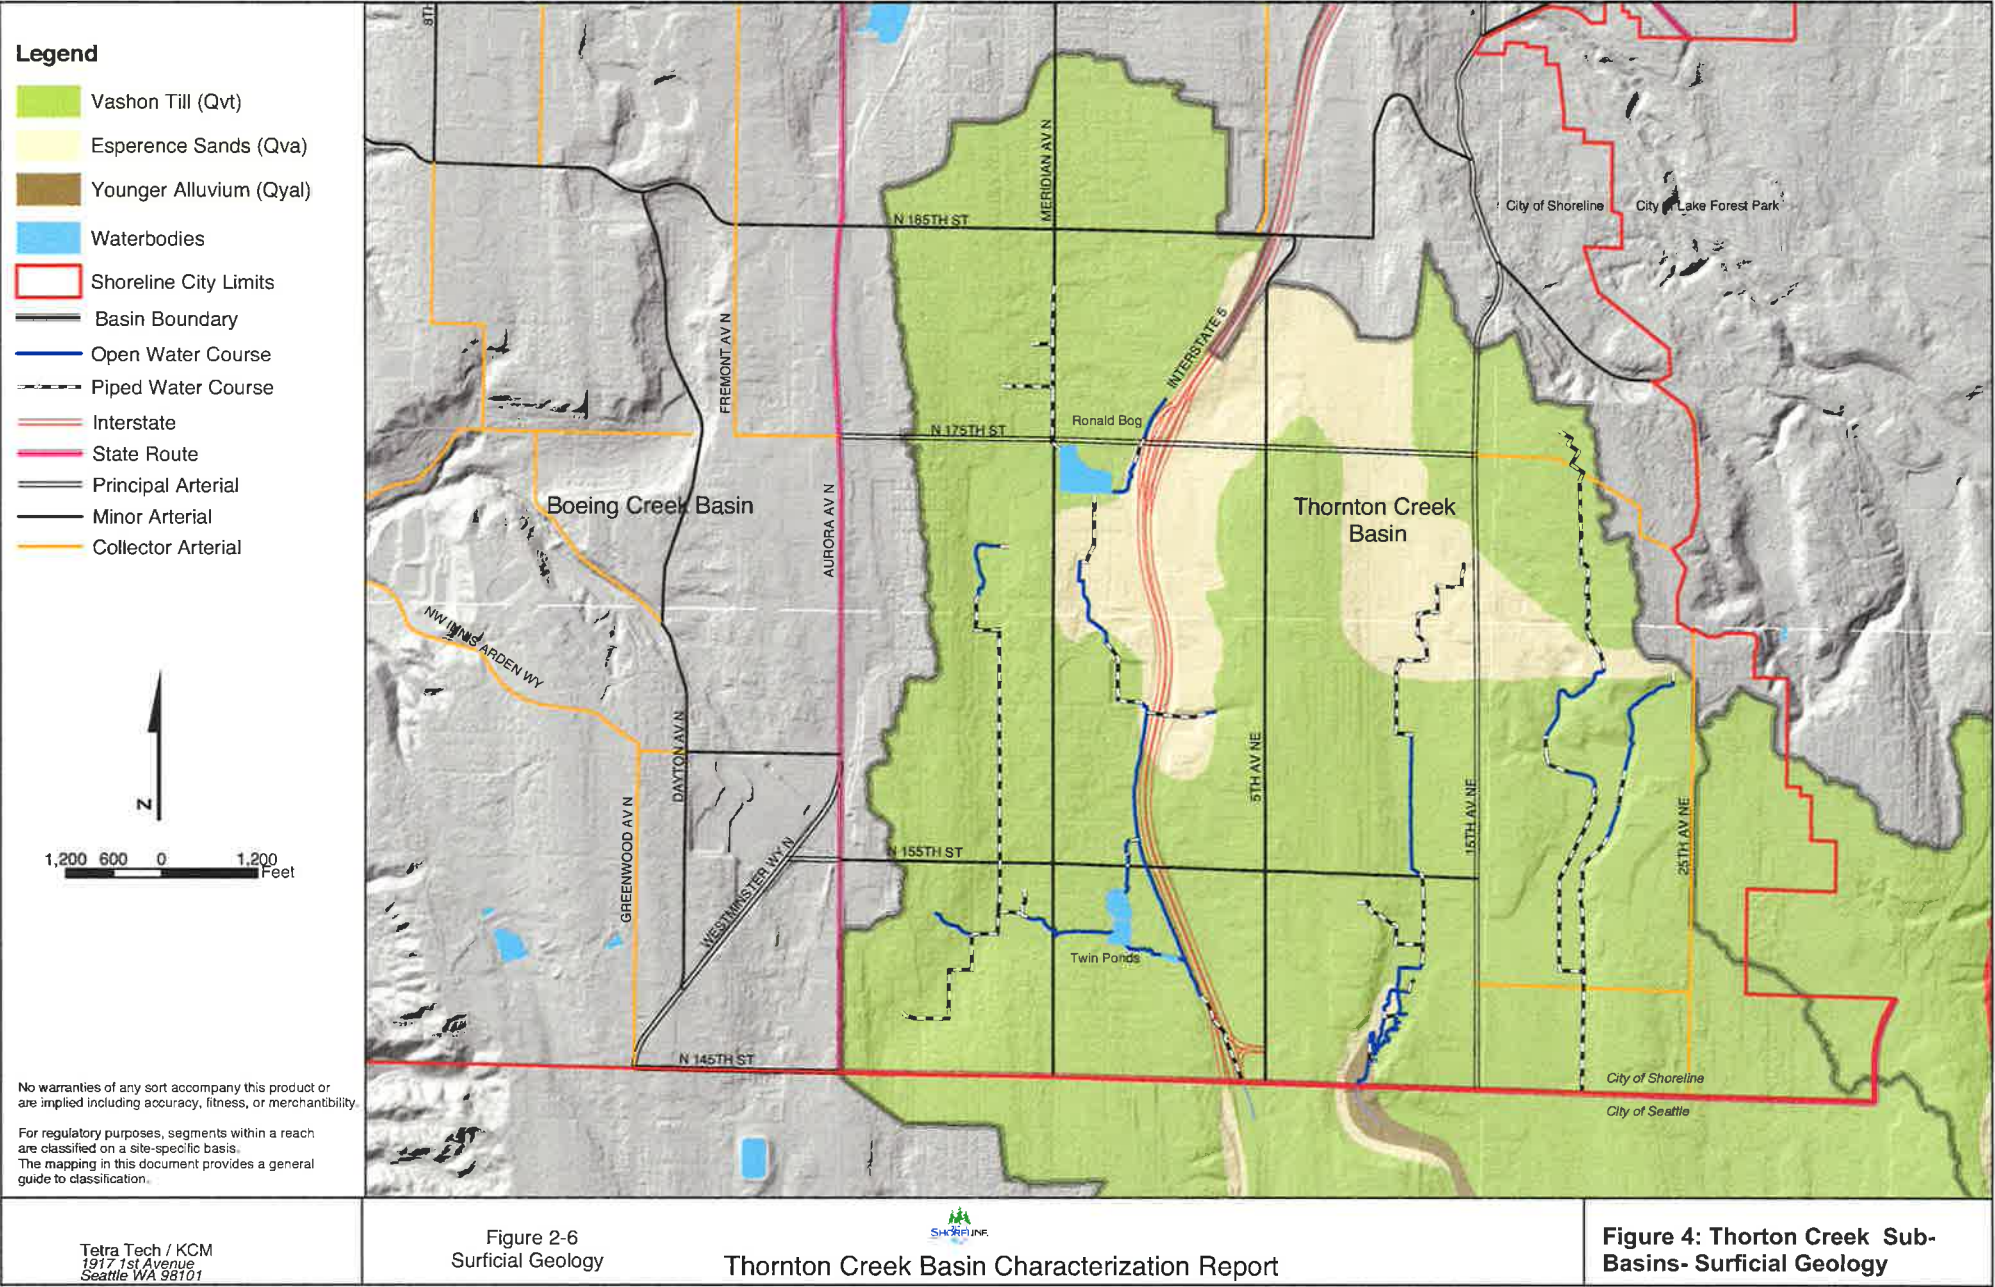 Legend
Vashon Till (Qvt)
Esperence Sands (Qva)
Younger Alluvium (Qyal)
Waterbodies
Shoreline City Limits
Basin Boundary
Open Water Course
Piped Water Course
Interstate
State Route
Principal Arterial
Minor Arterial
Collector Arterial
N
1,200 600 0 1,200
Feet
No warranties of any sort accompany this product or
are implied including accuracy, fitness, or merchantibility.
For regulatory purposes, segments within a reach
are classified on a site-specific basis.
The mapping in this document provides a general
guide to classification.
8TH
MERIDIAN AV N
N 185TH ST
City of Shoreline
City of Lake Forest Park
FREMONT AV N
INTERSTATE 5
Ronald Bog
N 175TH ST
Boeing Creek Basin
AURORA AV N
Thornton Creek
Basin
NW INNIS ARDEN WY
DAYTON AV N
5TH AV NE
15TH AV NE
25TH AV NE
GREENWOOD AV N
WESTMINSTER WY N
N 155TH ST
Twin Ponds
N 145TH ST
City of Shoreline
City of Seattle
Tetra Tech / KCM
1917 1st Avenue
Seattle WA 98101
Figure 2-6
Surficial Geology
SHORELINE
Thornton Creek Basin Characterization Report
Figure 4: Thorton Creek Sub-
Basins- Surficial Geology